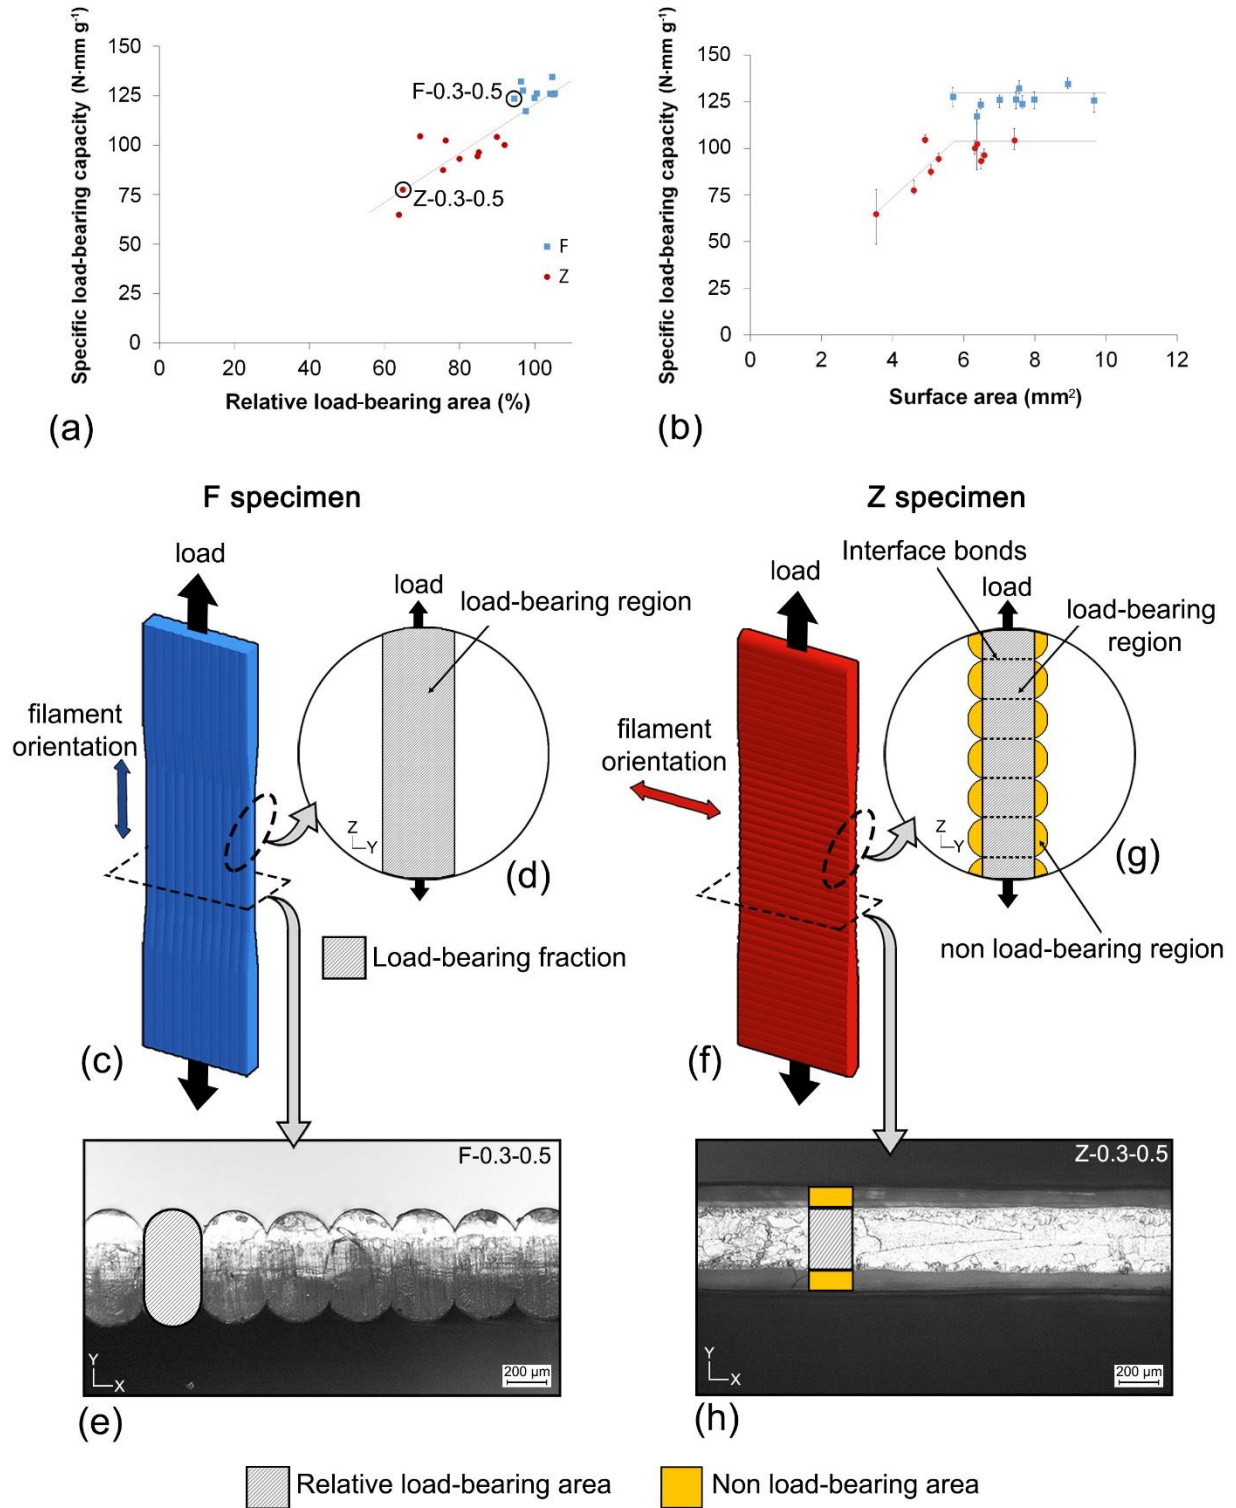 Specific load-bearing capacity (N·mm g⁻¹)
150
125
100
75
50
25
0
F-0.3-0.5
Z-0.3-0.5
F
Z
0 20 40 60 80 100
Relative load-bearing area (%)
(a)
Specific load-bearing capacity (N·mm g⁻¹)
150
125
100
75
50
25
0
0 2 4 6 8 10 12
Surface area (mm²)
(b)
F specimen
load
load
load-bearing region
filament
orientation
Z
Y
(d)
Load-bearing fraction
(c)
F-0.3-0.5
Y
X
200 µm
(e)
Z specimen
Interface bonds
load
load
load-bearing
region
filament
orientation
Z
Y
(g)
non load-bearing region
(f)
Z-0.3-0.5
Y
X
200 µm
(h)
Relative load-bearing area
Non load-bearing area